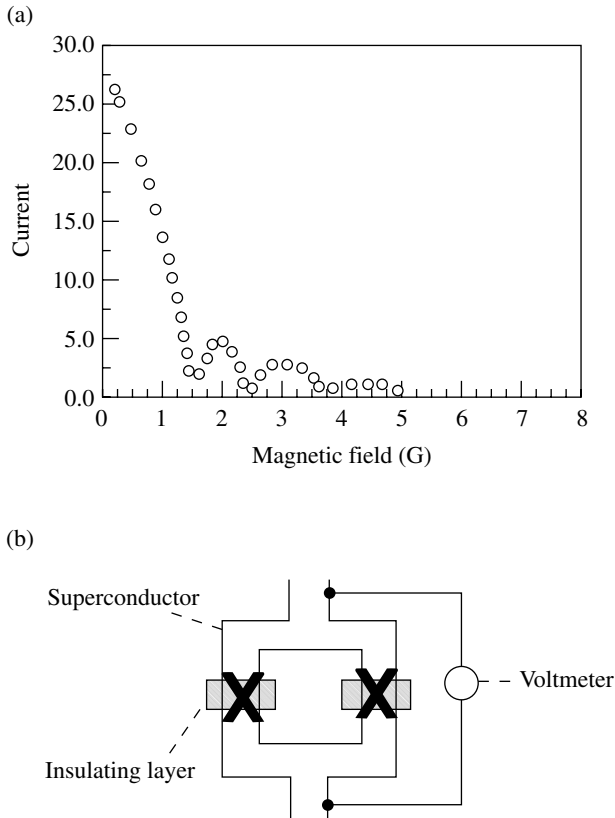 (a)
30.0
25.0
20.0
15.0
10.0
5.0
0.0
Current
0 1 2 3 4 5 6 7 8
Magnetic field (G)
(b)
Superconductor
Voltmeter
Insulating layer